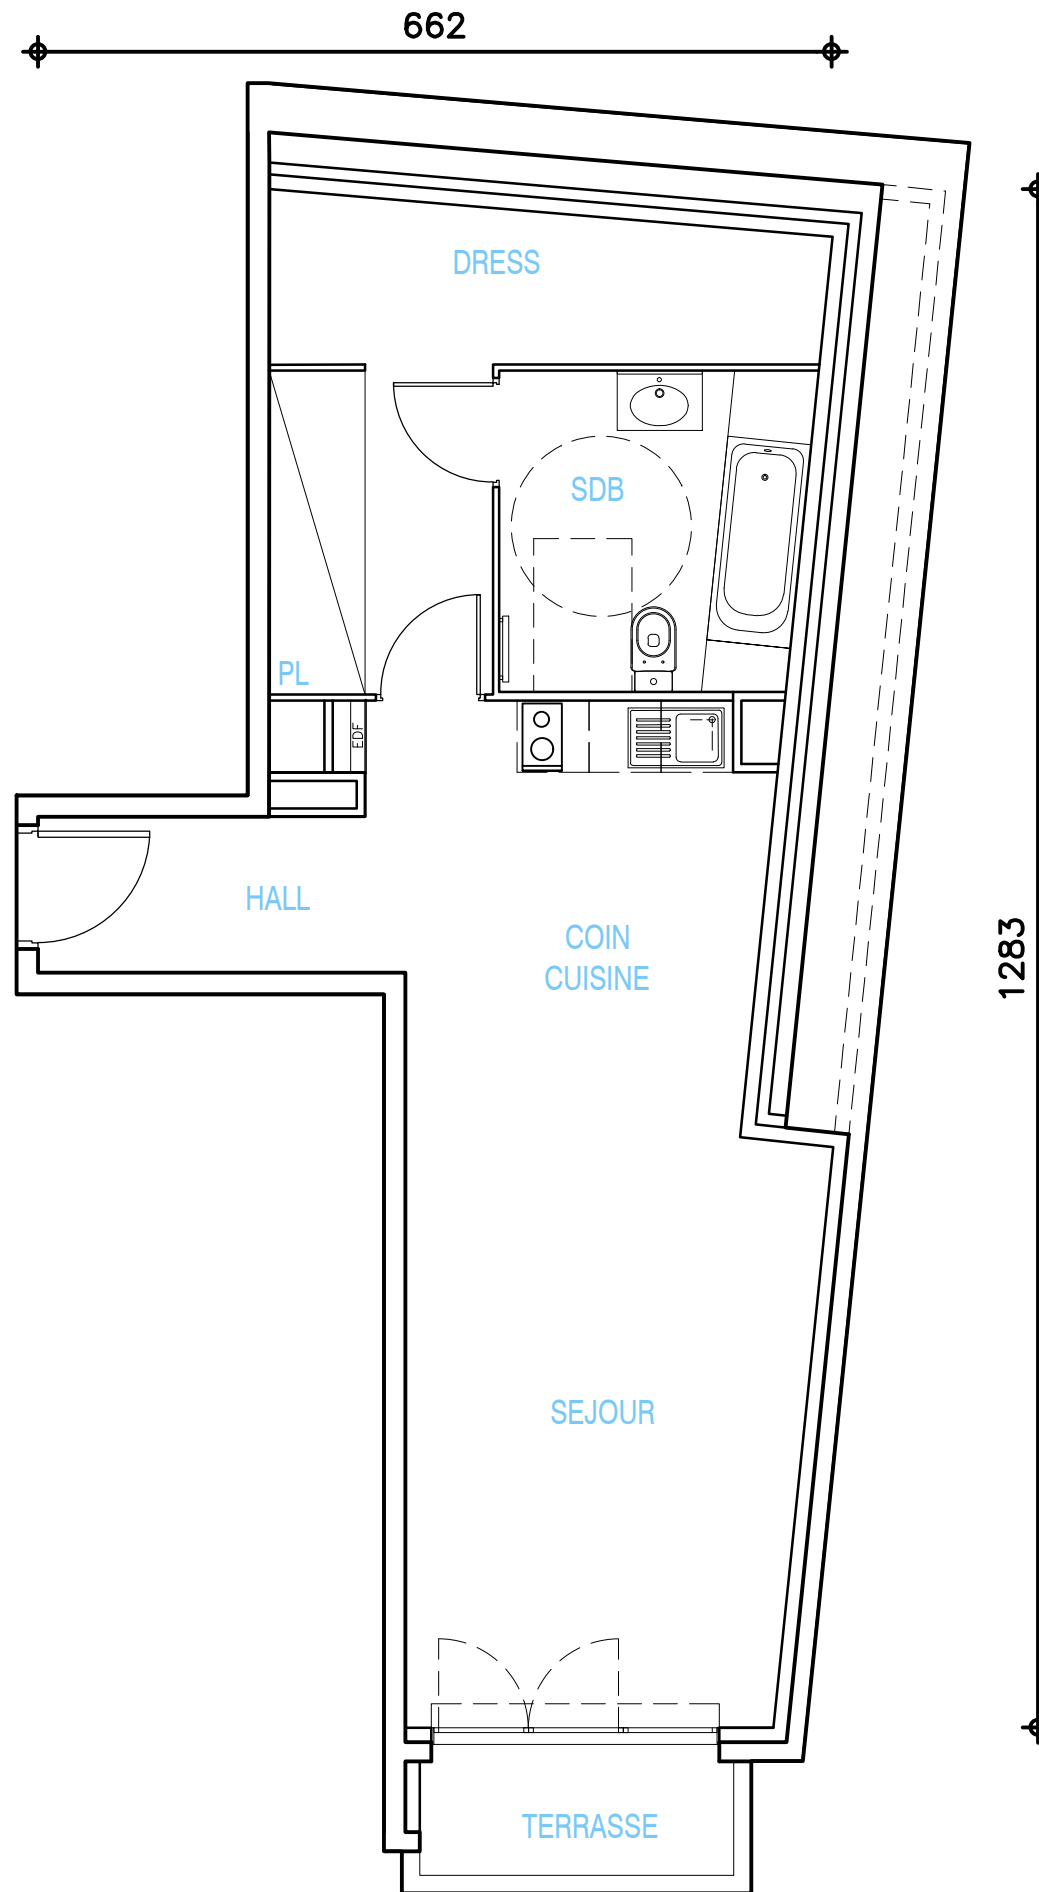 662
DRESS
SDB
PL
EDF
HALL
COIN
CUISINE
1283
SEJOUR
TERRASSE